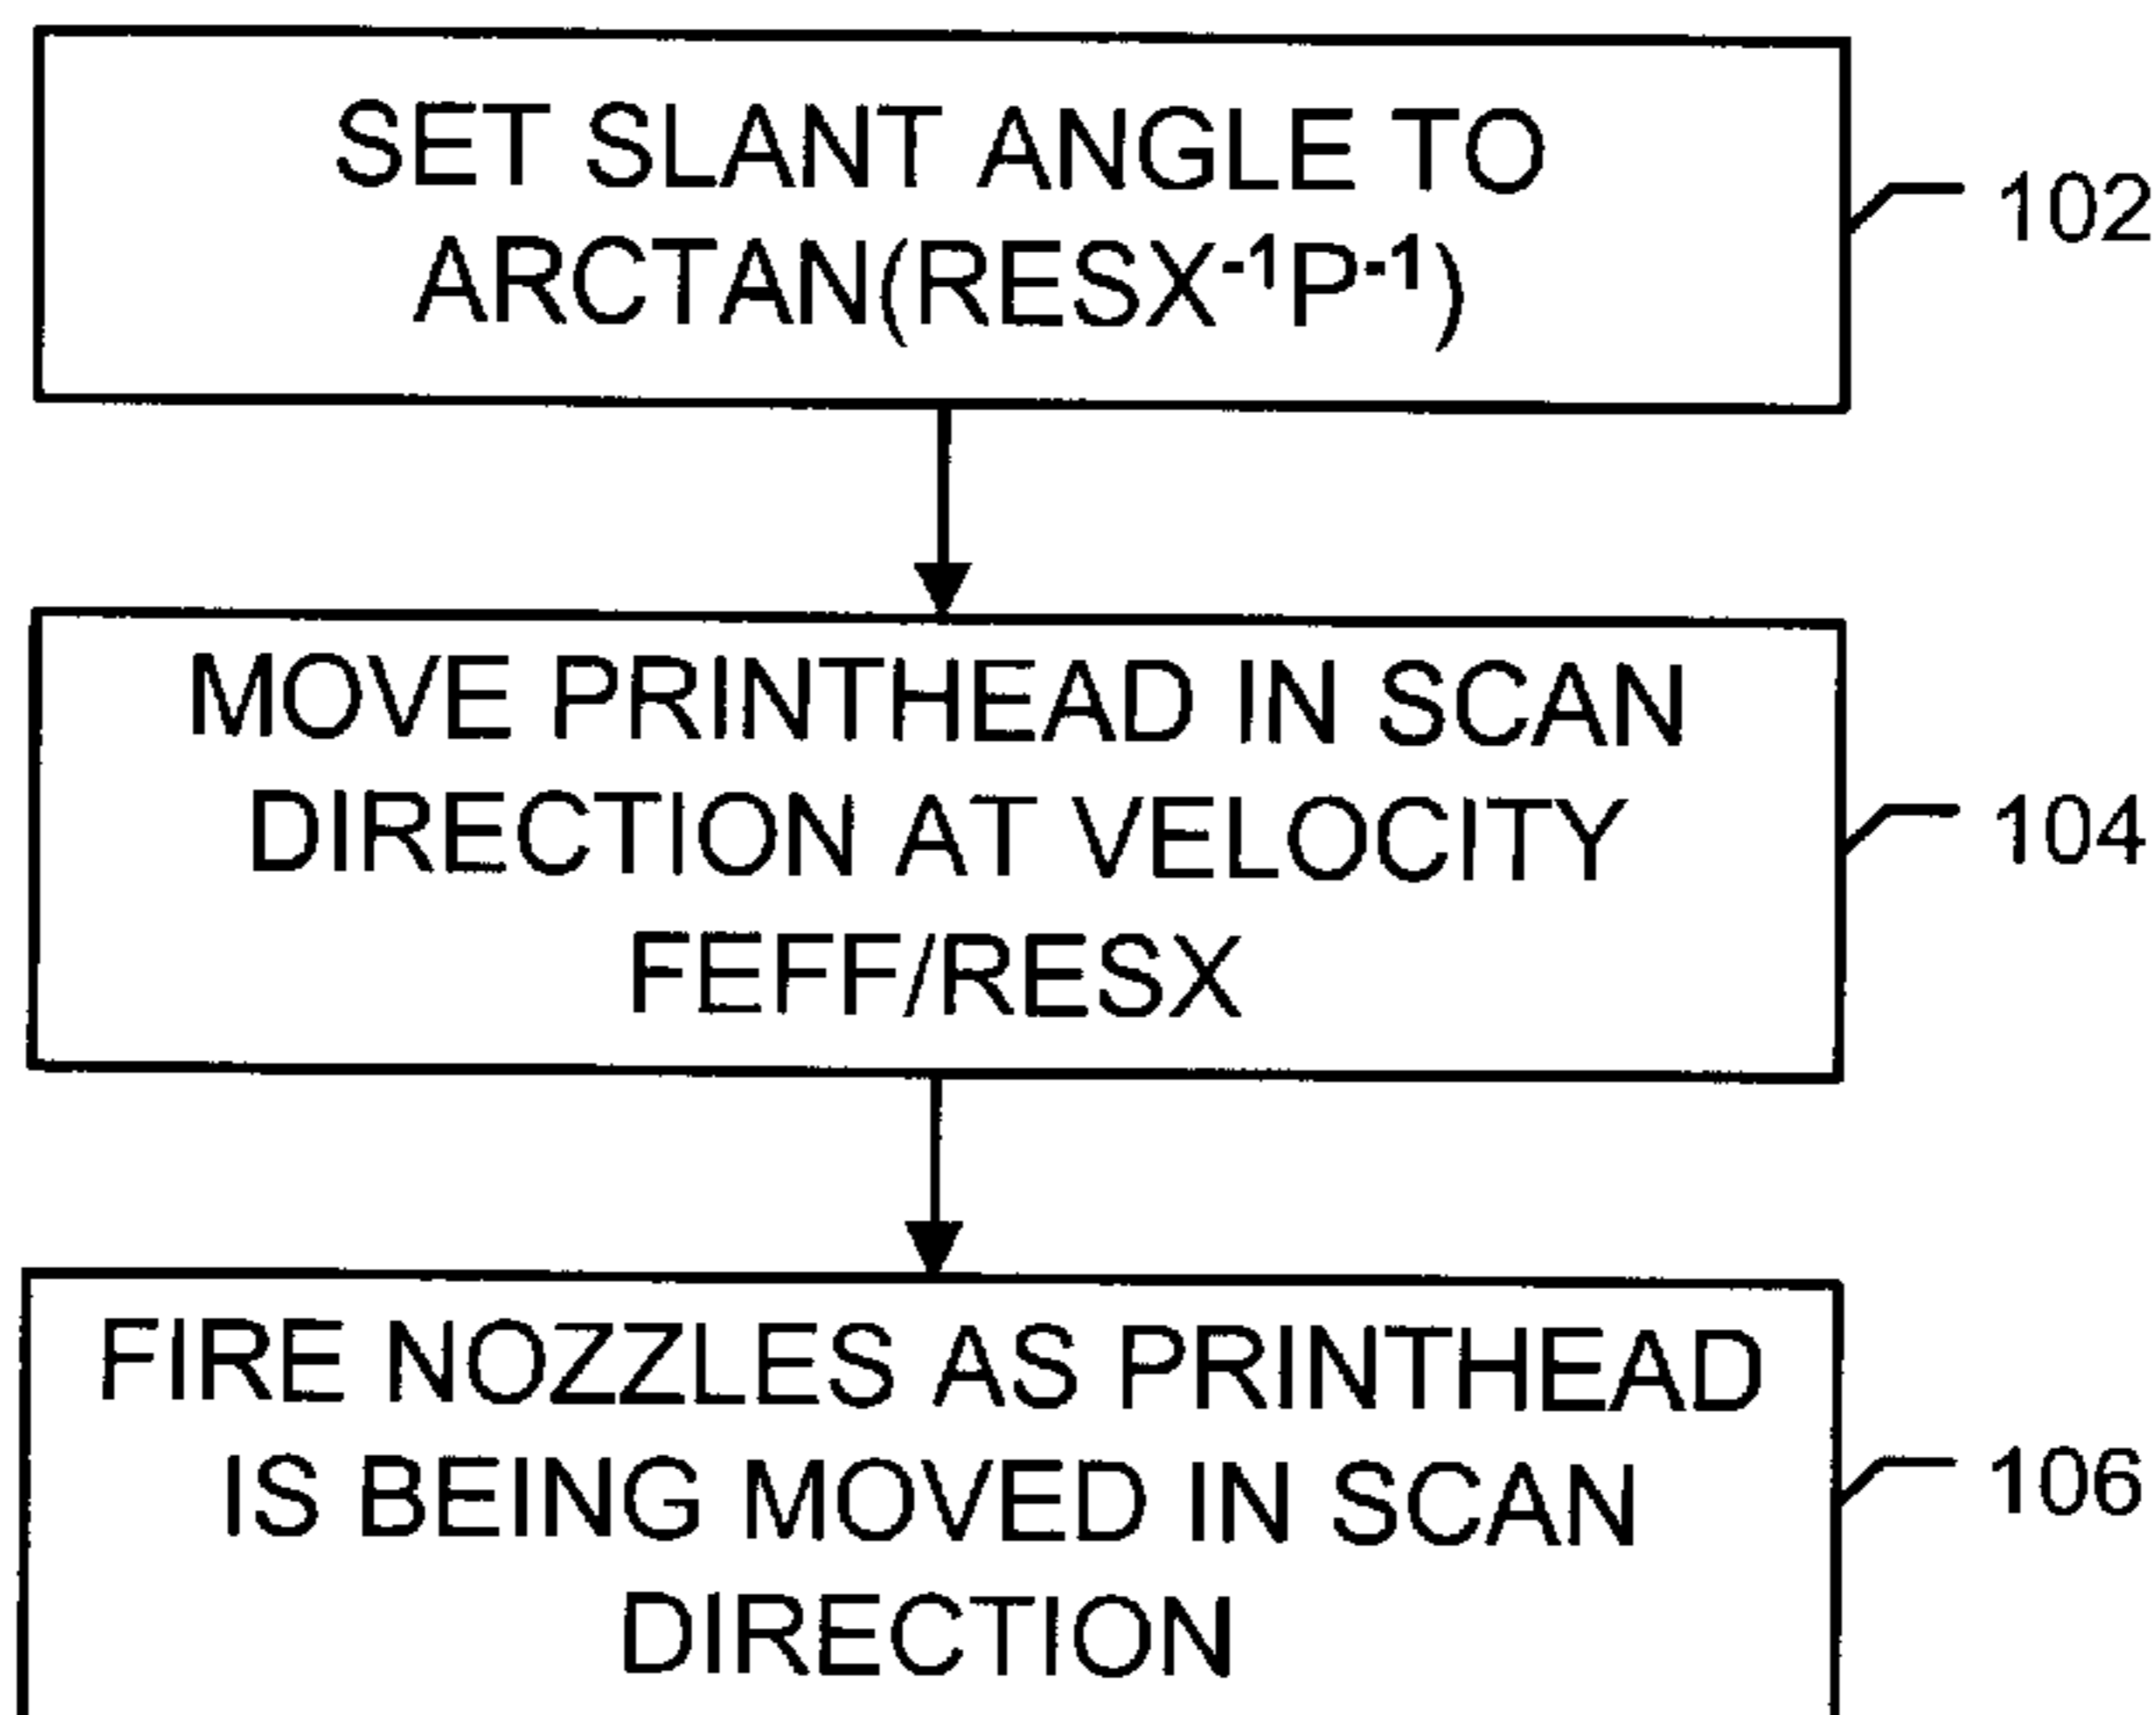 SET SLANT ANGLE TO
ARCTAN(RESX⁻¹P⁻¹)
102
MOVE PRINTHEAD IN SCAN
DIRECTION AT VELOCITY
FEFF/RESX
104
FIRE NOZZLES AS PRINTHEAD
IS BEING MOVED IN SCAN
DIRECTION
106